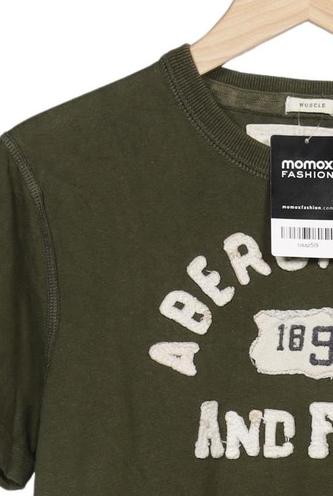 MUSCLE
momox
FASHION
momoxfashion.com
ABER
189
AND F